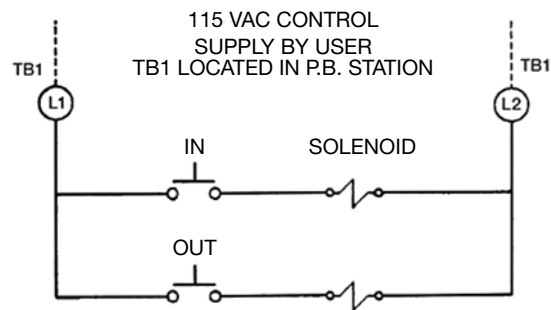 115 VAC CONTROL
SUPPLY BY USER
TB1 LOCATED IN P.B. STATION
TB1
TB1
L1
L2
IN
SOLENOID
OUT